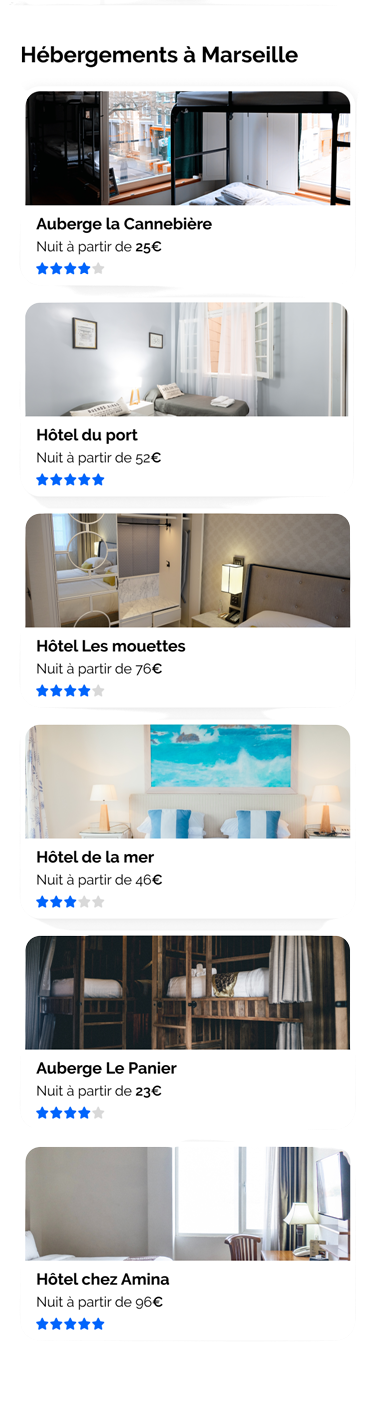 Hébergements à Marseille
Auberge la Cannebière
Nuit à partir de 25€
Hôtel du port
Nuit à partir de 52€
Hôtel Les mouettes
Nuit à partir de 76€
Hôtel de la mer
Nuit à partir de 46€
Auberge Le Panier
Nuit à partir de 23€
Hôtel chez Amina
Nuit à partir de 96€